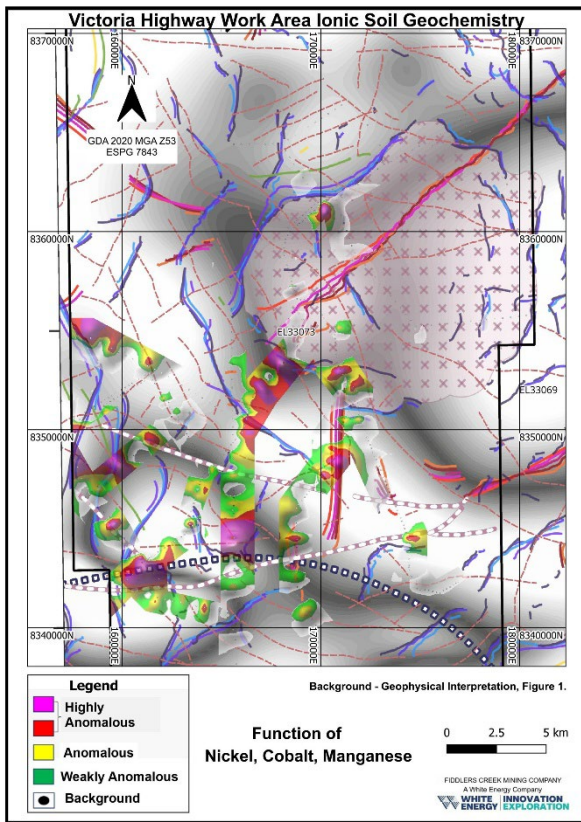 Victoria Highway Work Area Ionic Soil Geochemistry
8370000N
160000E
170000E
180000E
8370000N
N
GDA 2020 MGA Z53
ESPG 7843
8360000N
8360000N
EL33073
EL33069
8350000N
8350000N
8340000N
160000E
170000E
180000E
8340000N
Legend
Highly
Anomalous
Anomalous
Weakly Anomalous
Background
Background - Geophysical Interpretation, Figure 1.
Function of
Nickel, Cobalt, Manganese
0 2.5 5 km
FIDDLERS CREEK MINING COMPANY
A White Energy Company
WHITE ENERGY
INNOVATION EXPLORATION